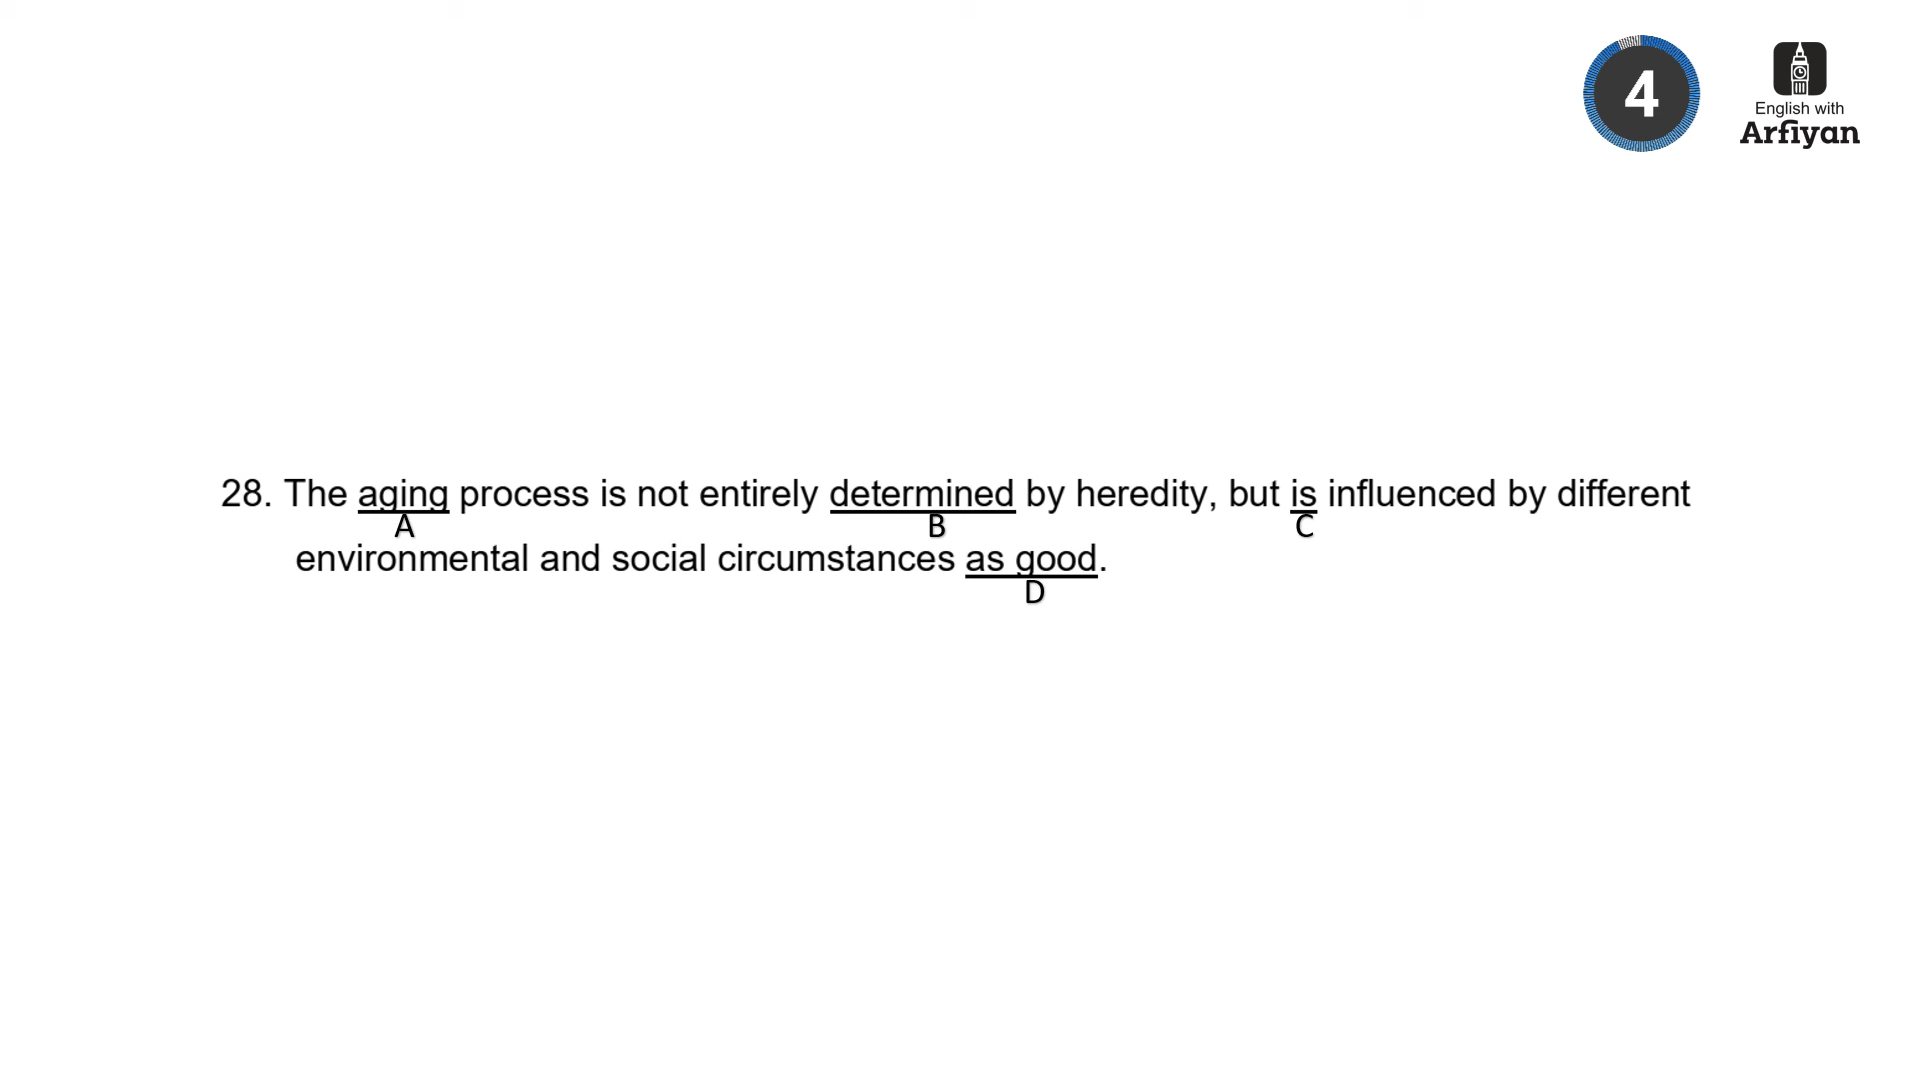 4
English with
Arfiyan
28. The aging process is not entirely determined by heredity, but is influenced by different
A B C
environmental and social circumstances as good.
D